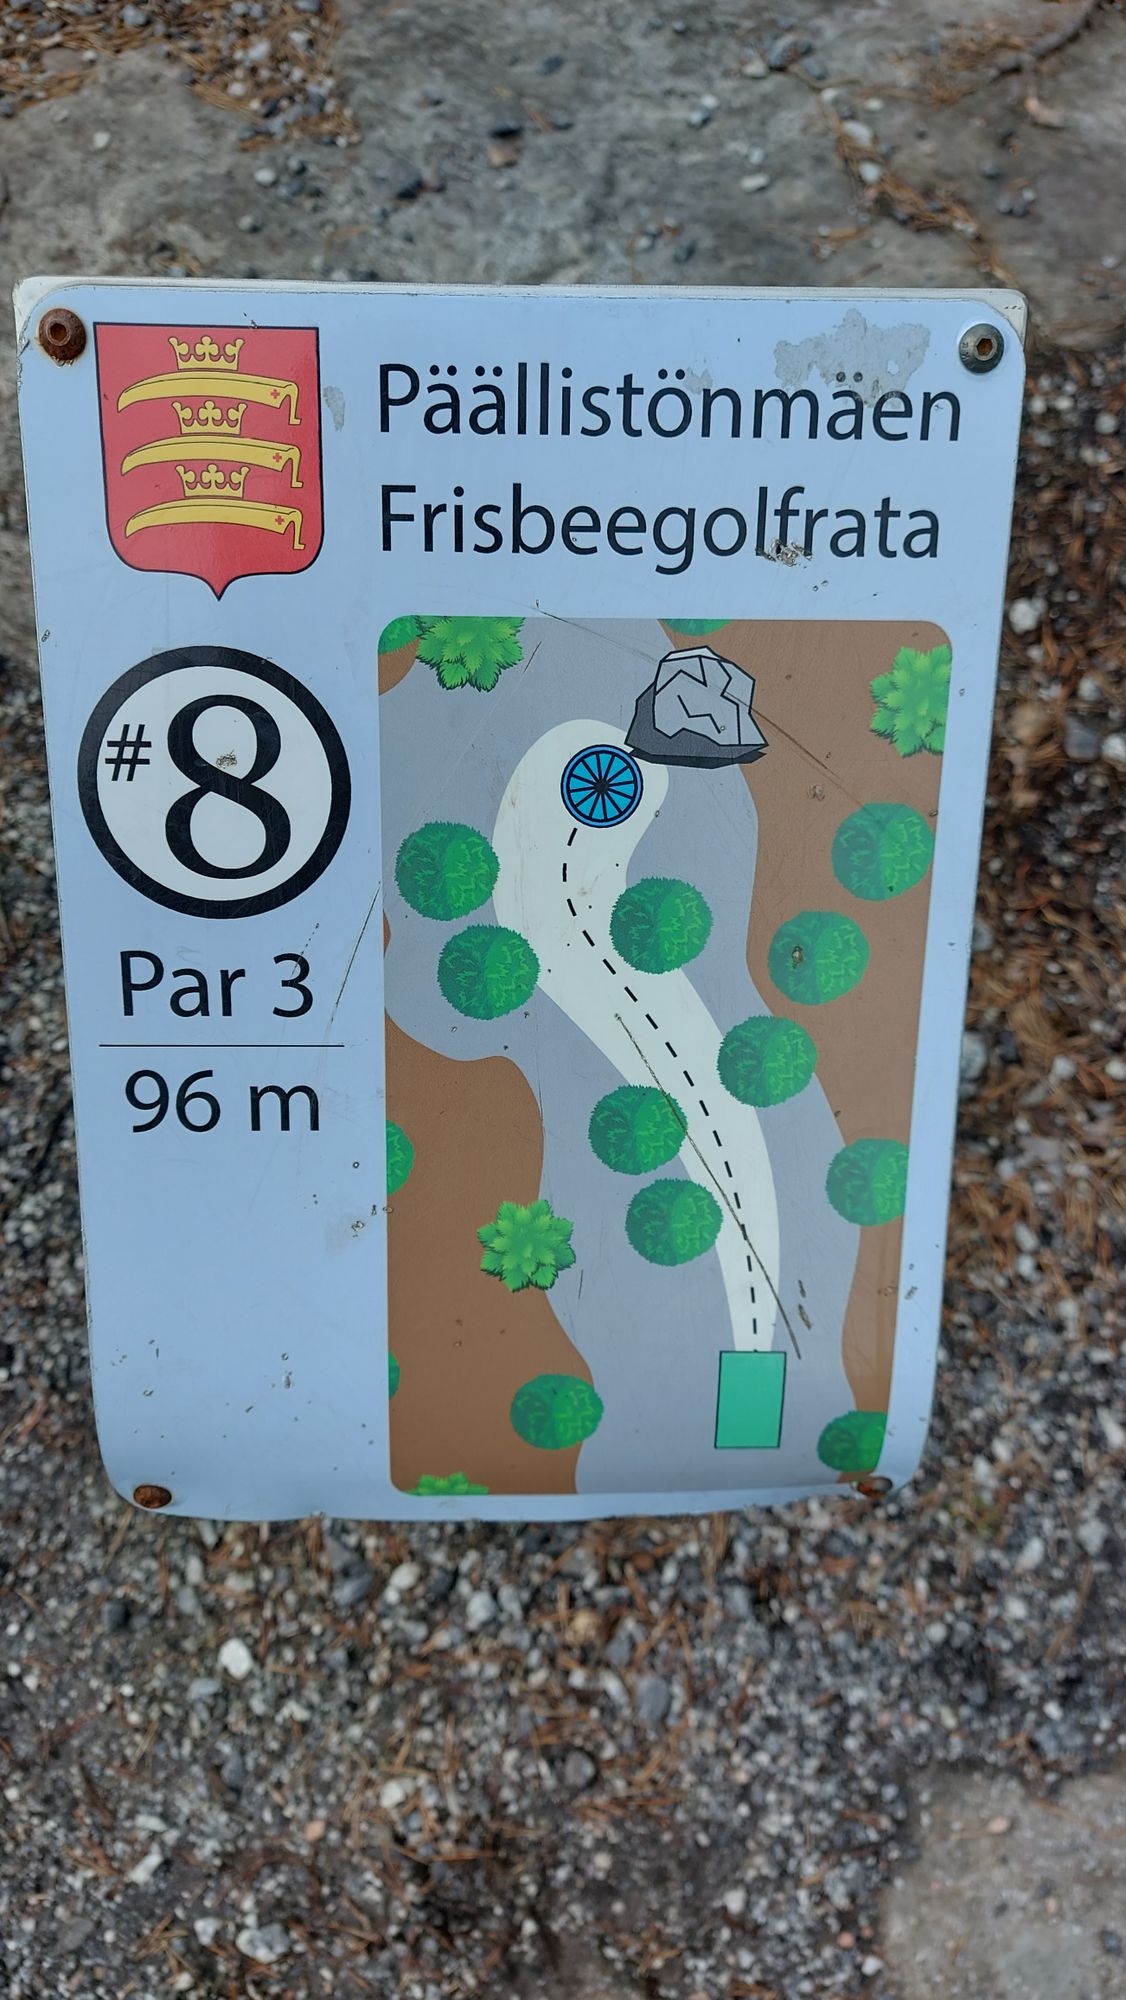 Päällistönmäen
Frisbeegolfrata
#8
Par 3
96 m